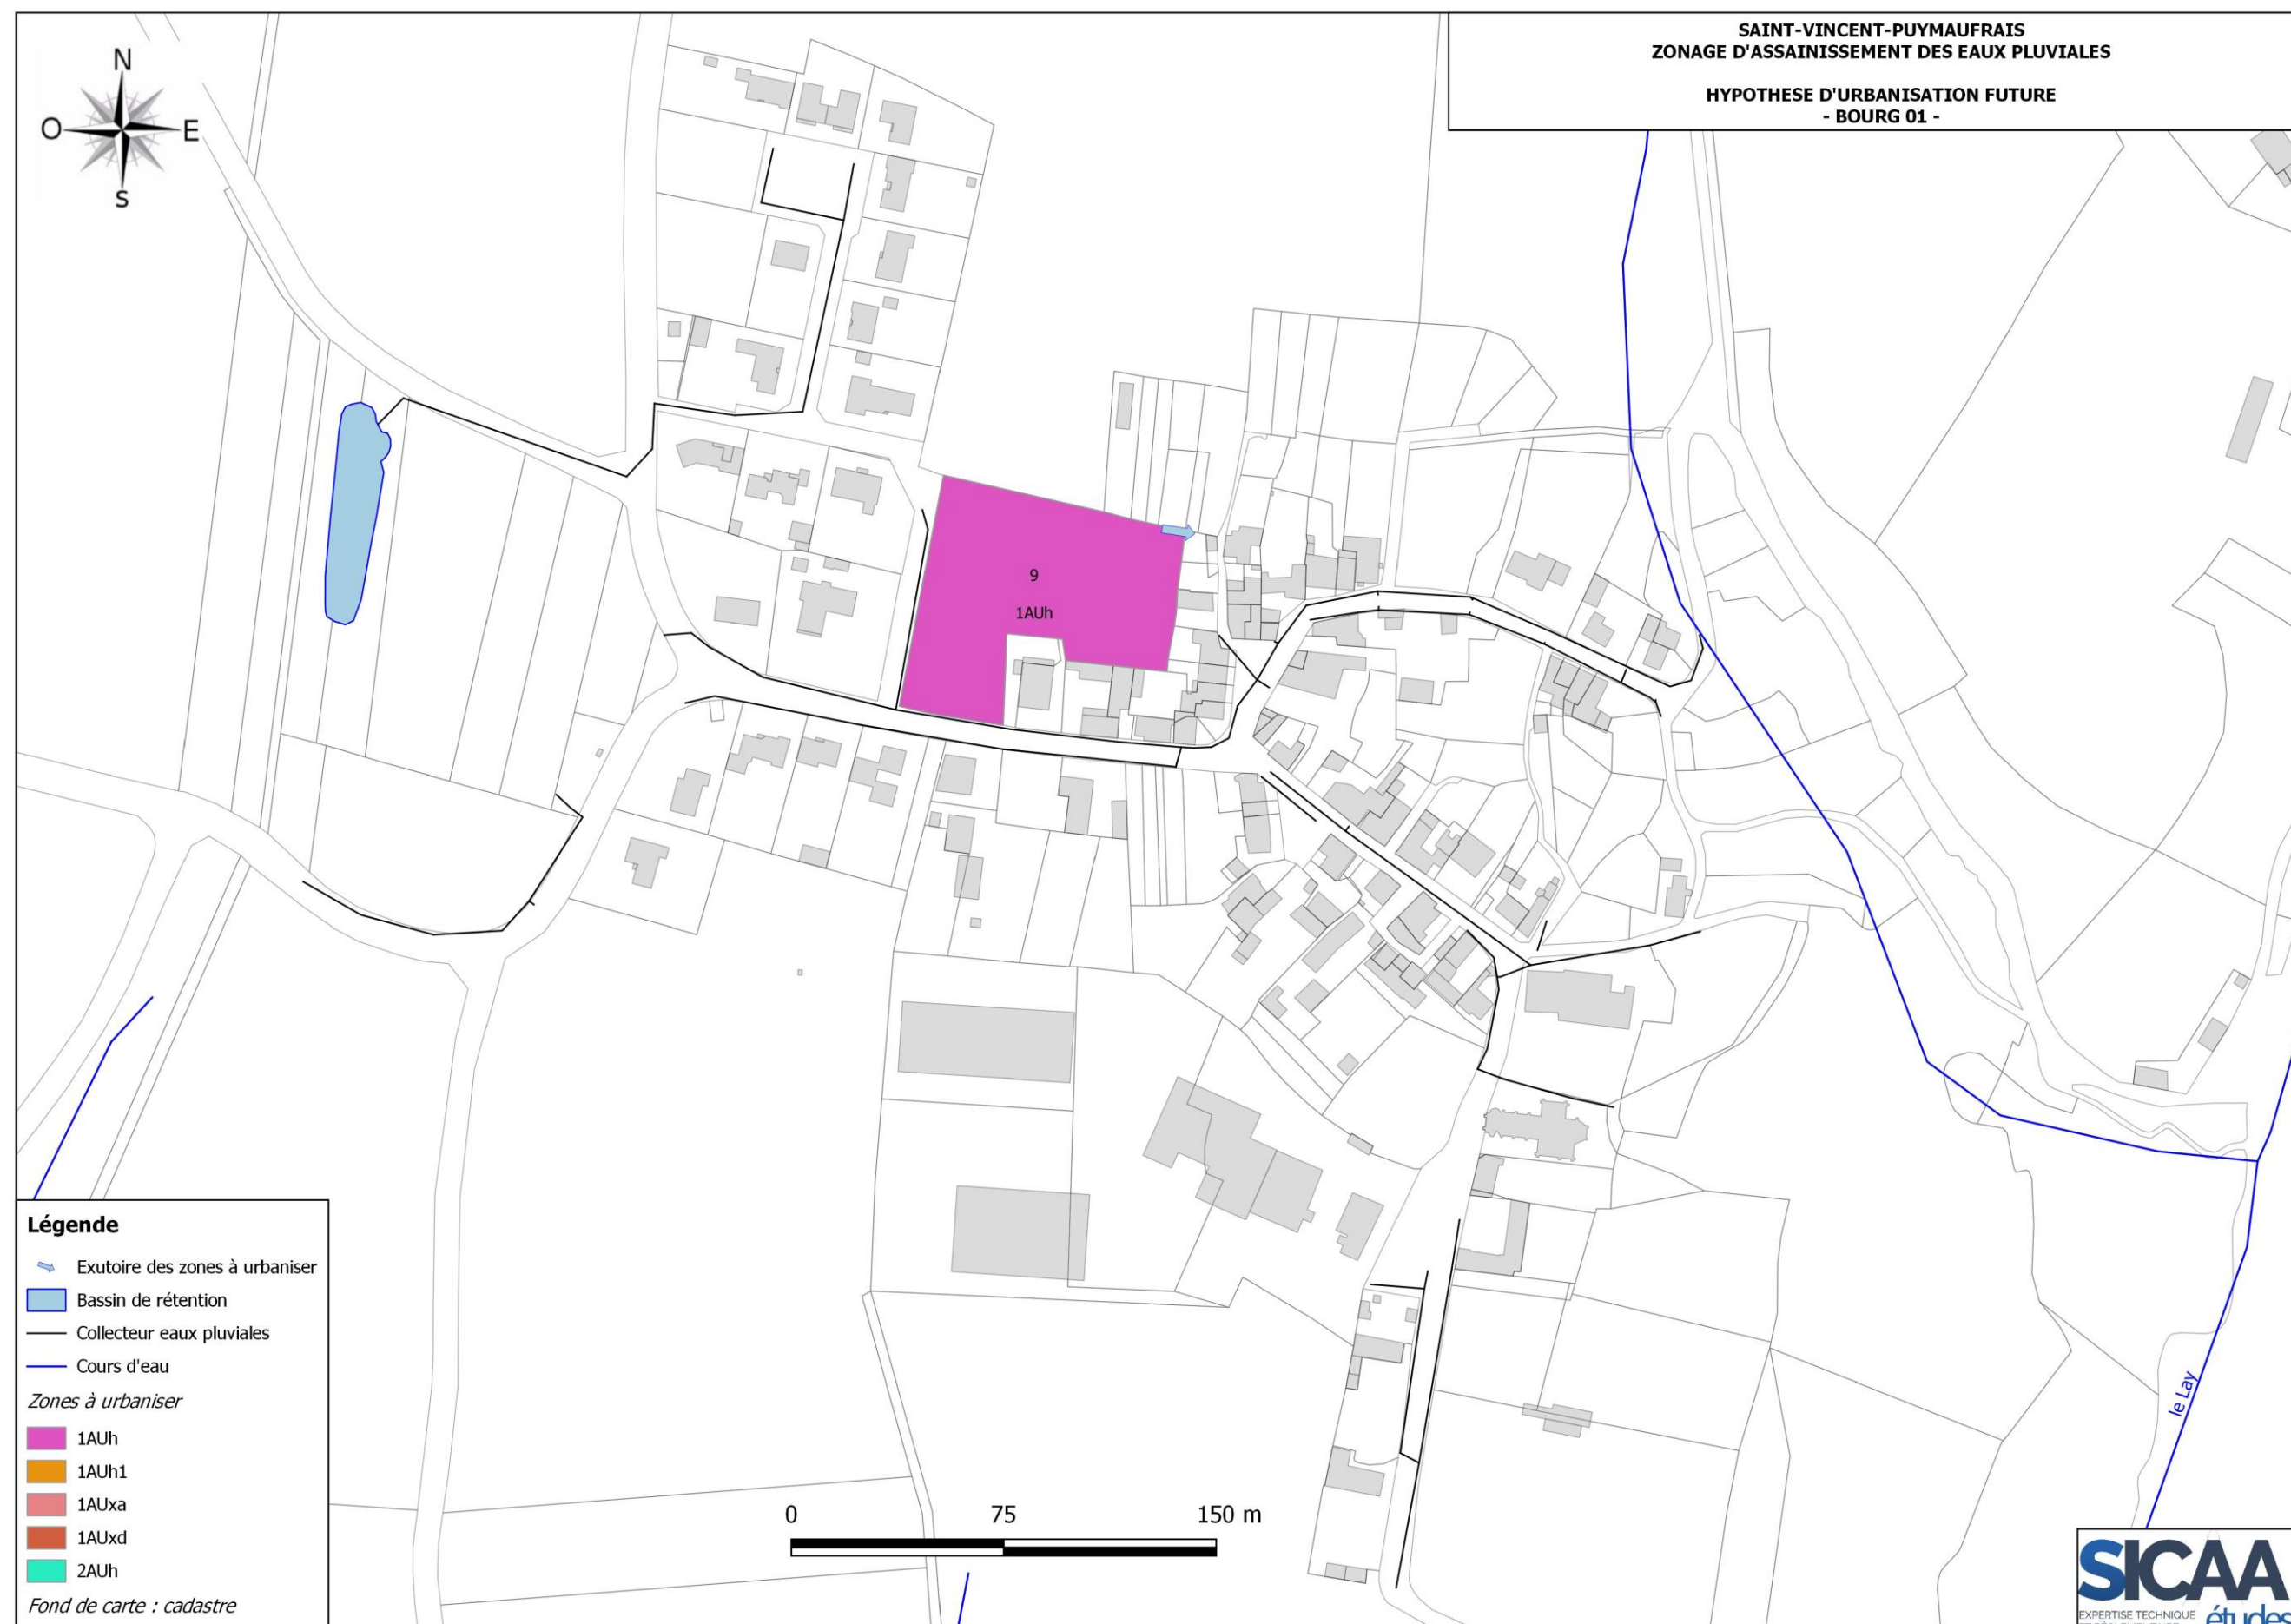 SAINT-VINCENT-PUYMAUFRAIS
ZONAGE D'ASSAINISSEMENT DES EAUX PLUVIALES
HYPOTHESE D'URBANISATION FUTURE
- BOURG 01 -
N
O
E
S
9
1AUh
le Lay
Légende
Exutoire des zones à urbaniser
Bassin de rétention
Collecteur eaux pluviales
Cours d'eau
Zones à urbaniser
1AUh
1AUh1
1AUxa
1AUxd
2AUh
Fond de carte : cadastre
0 75 150 m
SICAA
EXPERTISE TECHNIQUE
études